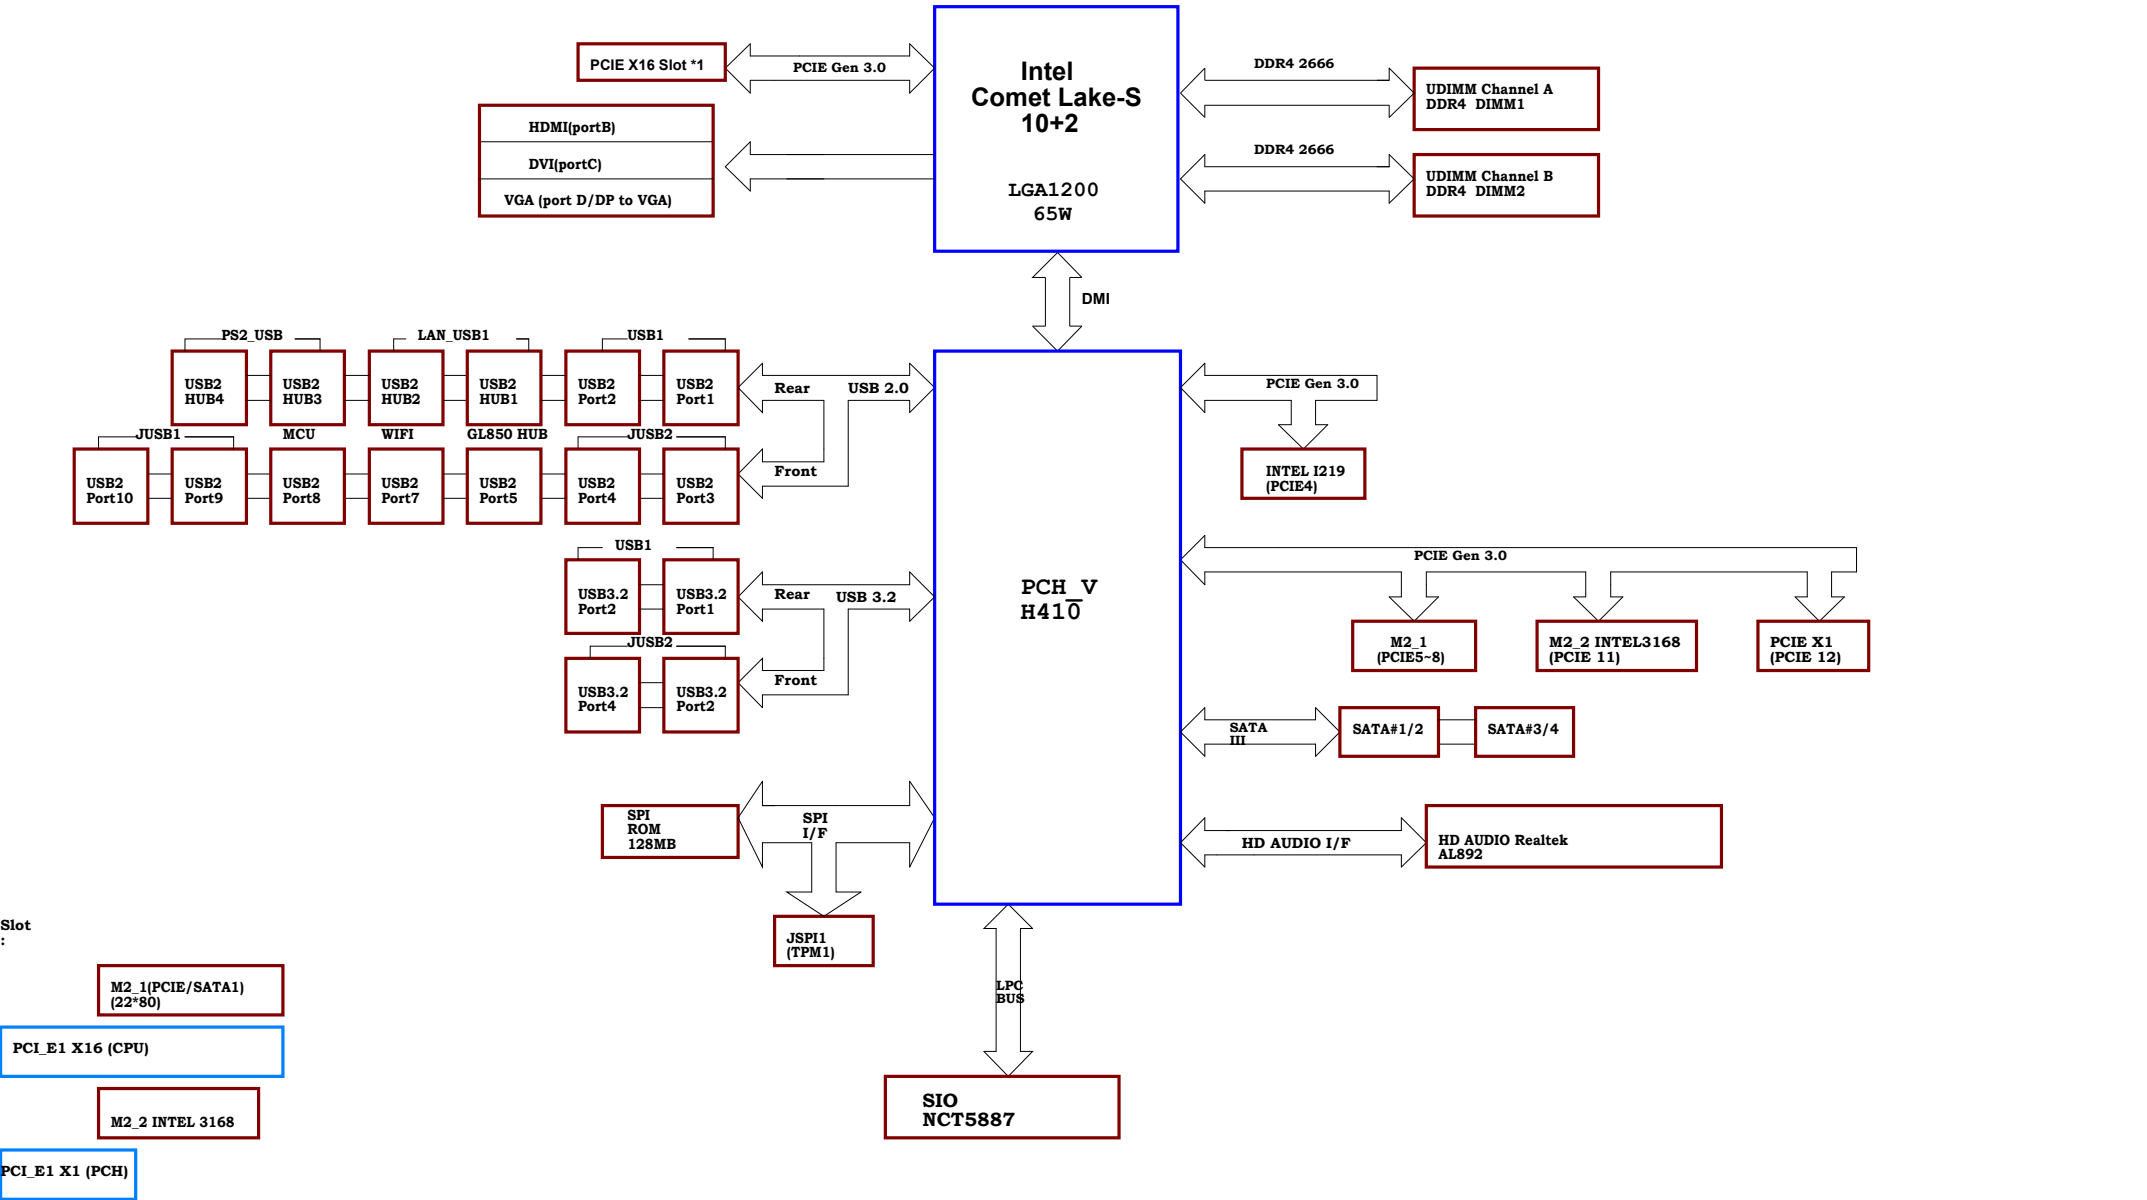 PCIE X16 Slot *1
PCIE Gen 3.0
Intel
Comet Lake-S
10+2
LGA1200
65W
DDR4 2666
UDIMM Channel A
DDR4 DIMM1
DDR4 2666
UDIMM Channel B
DDR4 DIMM2
HDMI(portB)
DVI(portC)
VGA (port D/DP to VGA)
DMI
PS2_USB
LAN_USB1
USB1
USB2
HUB4
USB2
HUB3
USB2
HUB2
USB2
HUB1
USB2
Port2
USB2
Port1
Rear
USB 2.0
JUSB1
MCU
WIFI
GL850 HUB
JUSB2
USB2
Port10
USB2
Port9
USB2
Port8
USB2
Port7
USB2
Port5
USB2
Port4
USB2
Port3
Front
PCIE Gen 3.0
INTEL I219
(PCIE4)
USB1
USB3.2
Port2
USB3.2
Port1
Rear
USB 3.2
JUSB2
USB3.2
Port4
USB3.2
Port2
Front
PCH_V
H410
PCIE Gen 3.0
M2_1
(PCIE5~8)
M2_2 INTEL3168
(PCIE 11)
PCIE X1
(PCIE 12)
SATA
III
SATA#1/2
SATA#3/4
SPI
ROM
128MB
SPI
I/F
HD AUDIO I/F
HD AUDIO Realtek
AL892
JSPI1
(TPM1)
LPC
BUS
SIO
NCT5887
Slot
:
M2_1(PCIE/SATA1)
(22*80)
PCI_E1 X16 (CPU)
M2_2 INTEL 3168
PCI_E1 X1 (PCH)